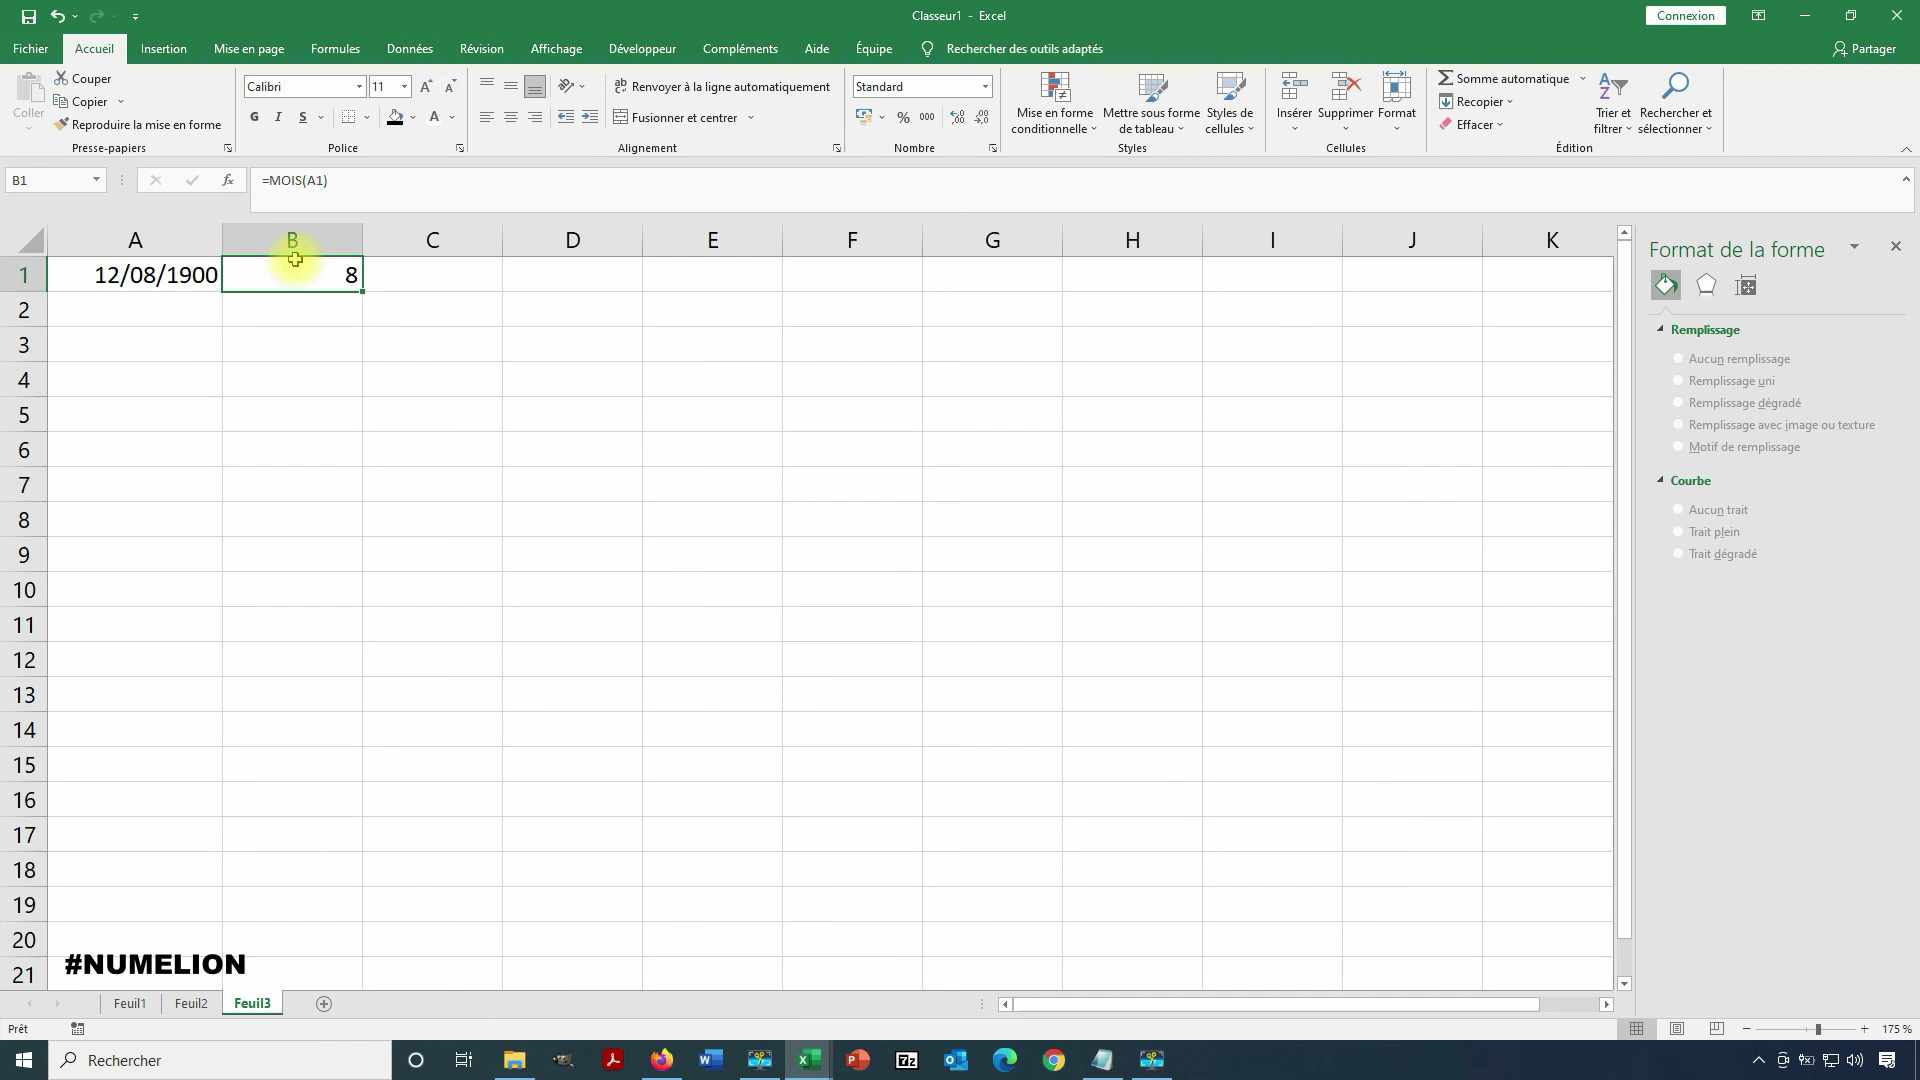 Classeur1 - Excel
Connexion
Fichier Accueil Insertion Mise en page Formules Données Révision Affichage Développeur Compléments Aide Équipe Rechercher des outils adaptés Partager
Coller
Couper
Copier
Reproduire la mise en forme
Presse-papiers
Calibri 11
G I S
Police
Renvoyer à la ligne automatiquement
Fusionner et centrer
Alignement
Standard
% 000
Nombre
Mise en forme
conditionnelle
Mettre sous forme
de tableau
Styles de
cellules
Styles
Insérer Supprimer Format
Cellules
Somme automatique
Recopier
Effacer
Trier et
filtrer
Rechercher et
sélectionner
Édition
B1 fx =MOIS(A1)
A B C D E F G H I J K
1 12/08/1900 8
2
3
4
5
6
7
8
9
10
11
12
13
14
15
16
17
18
19
20
21
#NUMELION
Format de la forme
Remplissage
Aucun remplissage
Remplissage uni
Remplissage dégradé
Remplissage avec image ou texture
Motif de remplissage
Courbe
Aucun trait
Trait plein
Trait dégradé
Feuil1 Feuil2 Feuil3
Prêt
175 %
Rechercher